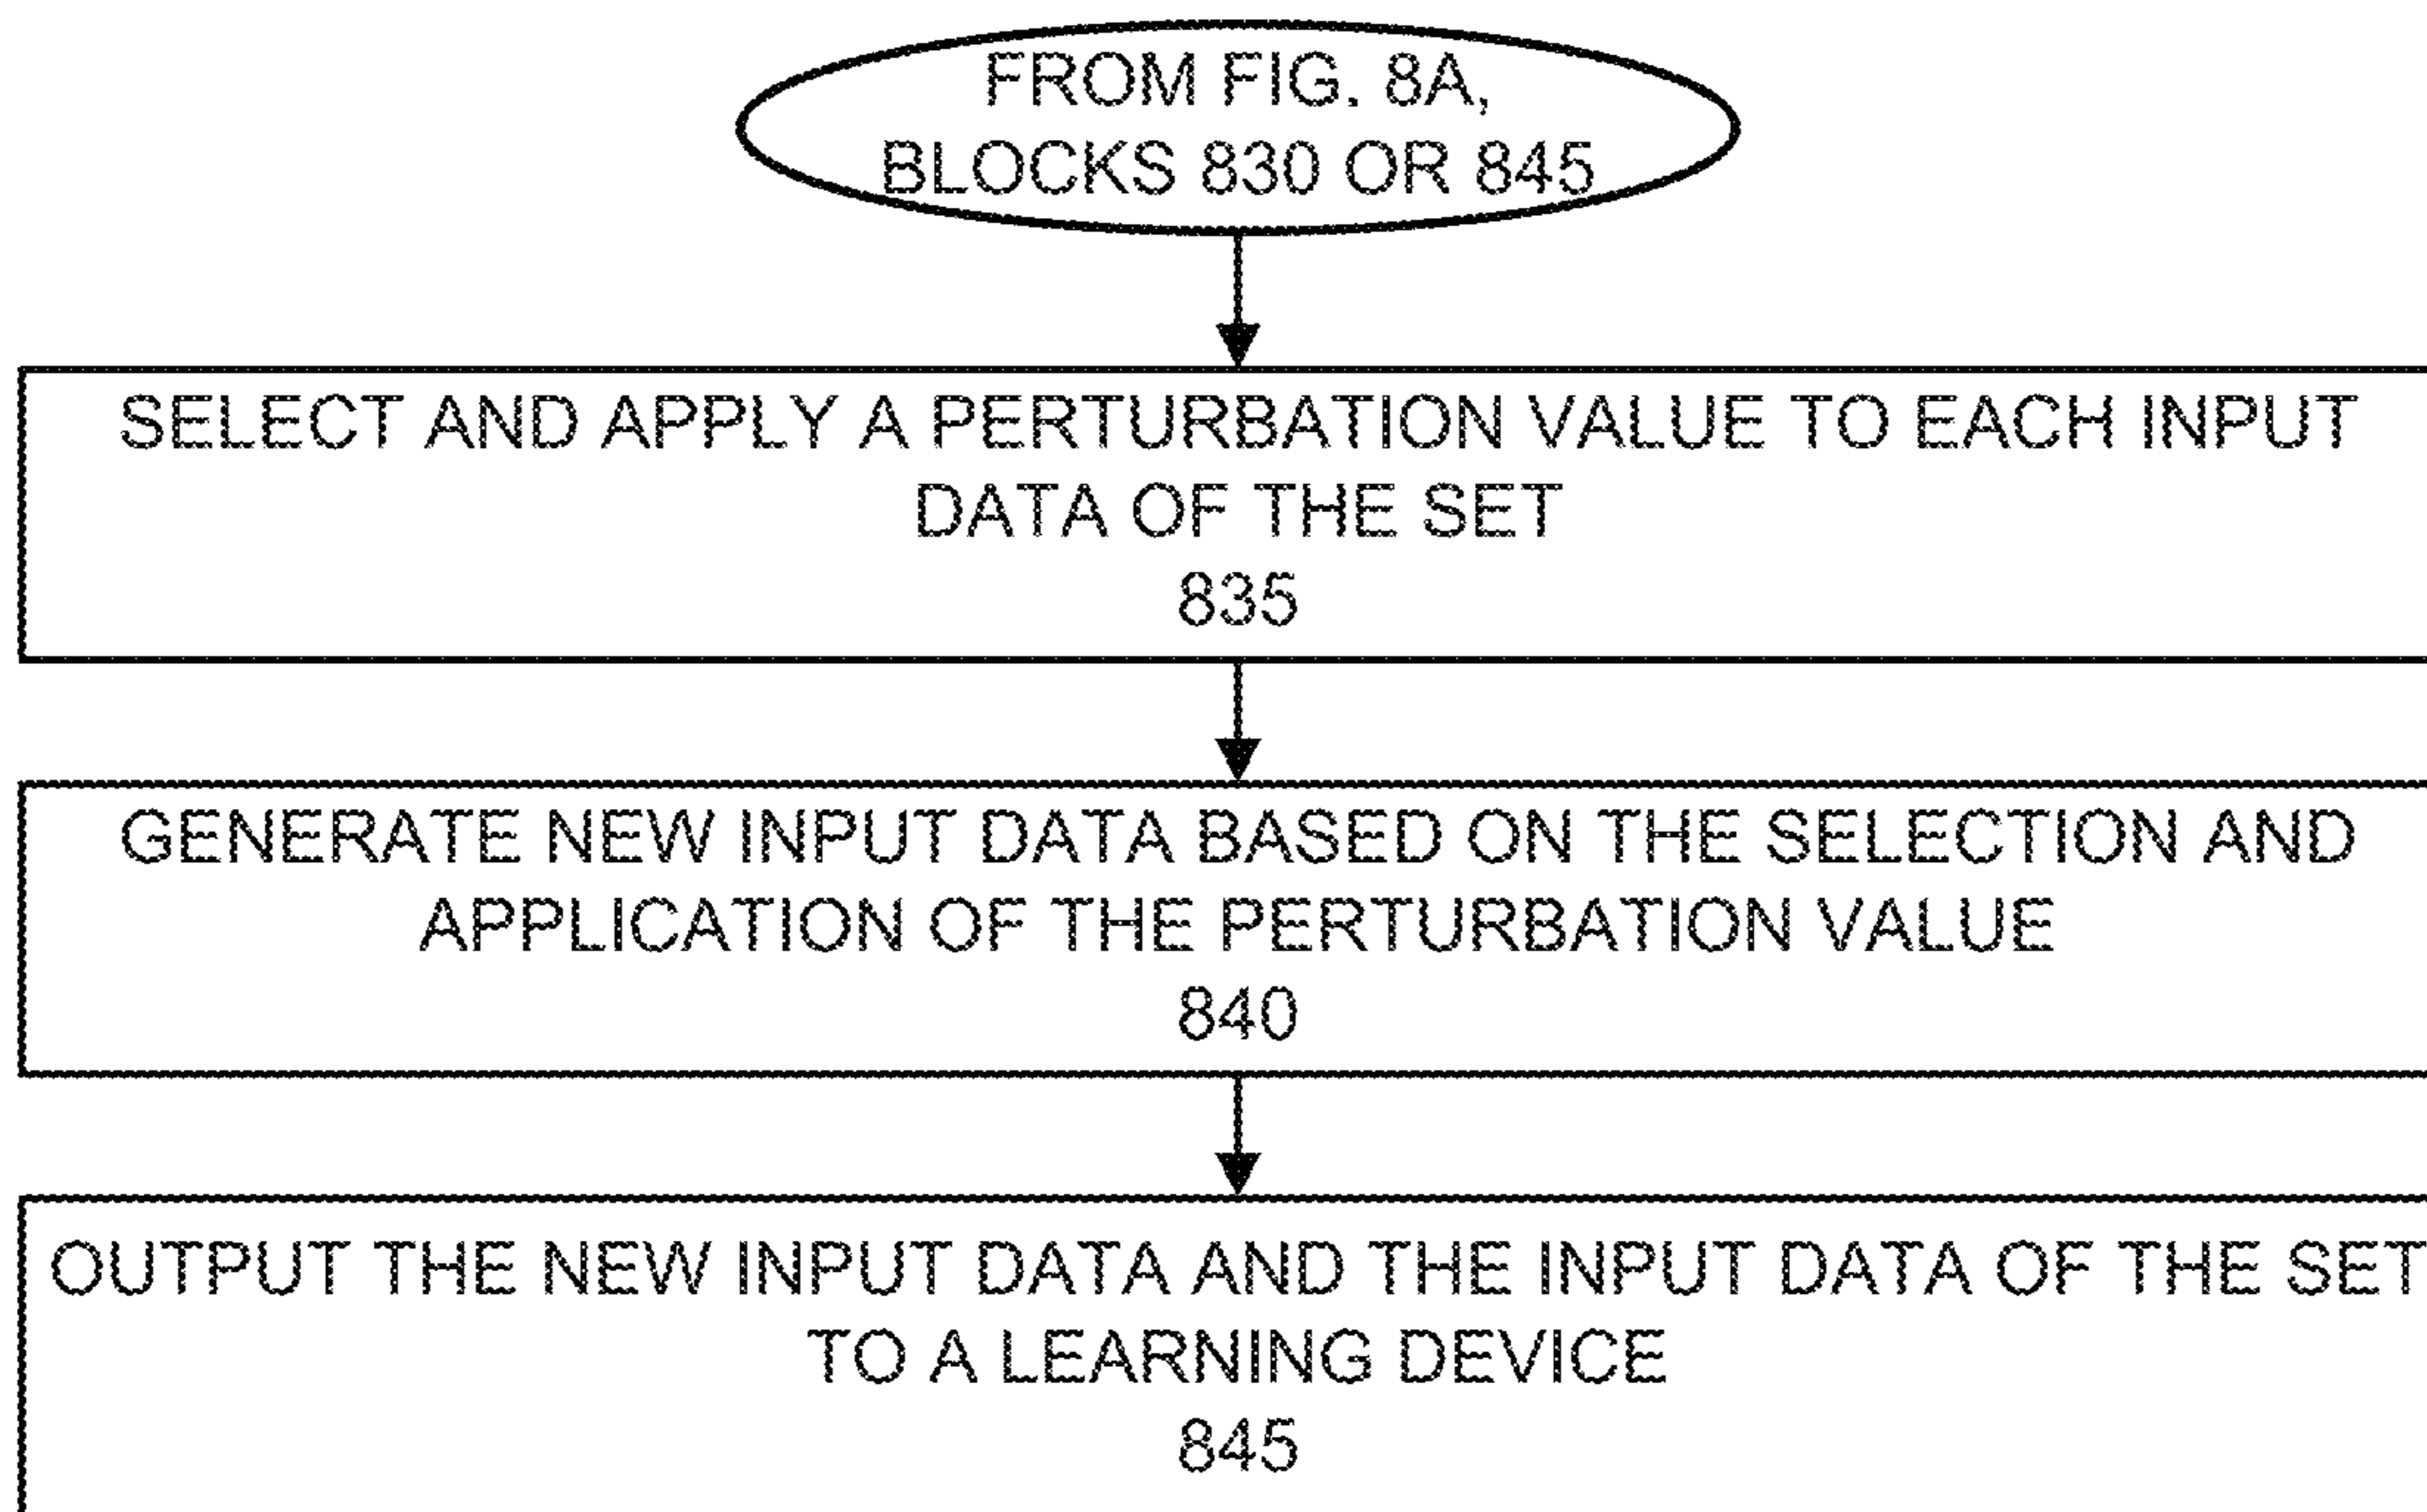 FROM FIG. 8A,
BLOCKS 830 OR 845
SELECT AND APPLY A PERTURBATION VALUE TO EACH INPUT
DATA OF THE SET
835
GENERATE NEW INPUT DATA BASED ON THE SELECTION AND
APPLICATION OF THE PERTURBATION VALUE
840
OUTPUT THE NEW INPUT DATA AND THE INPUT DATA OF THE SET
TO A LEARNING DEVICE
845